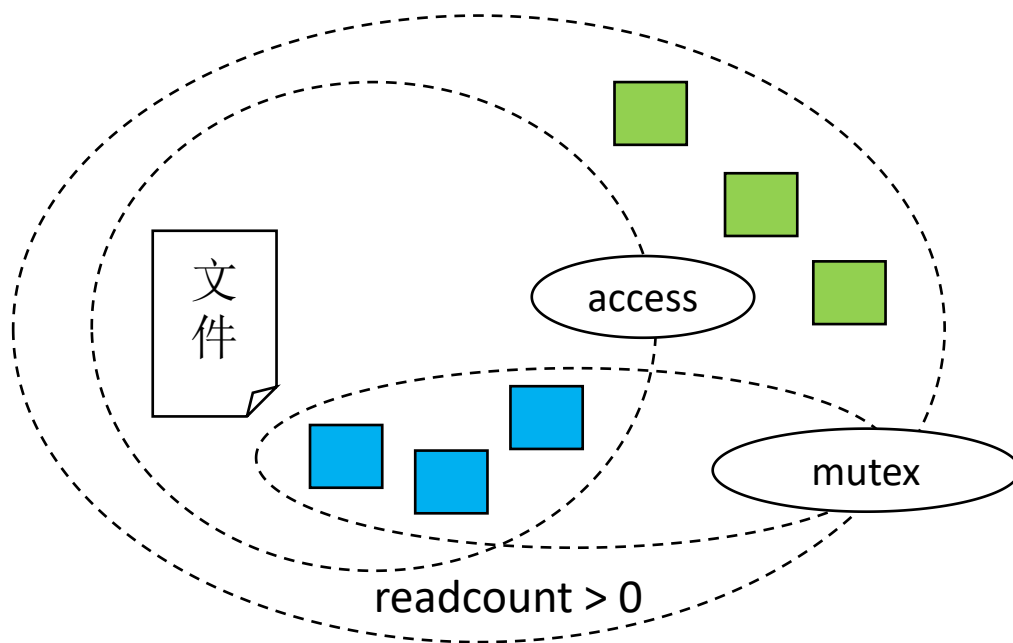 文
件
access
mutex
readcount > 0